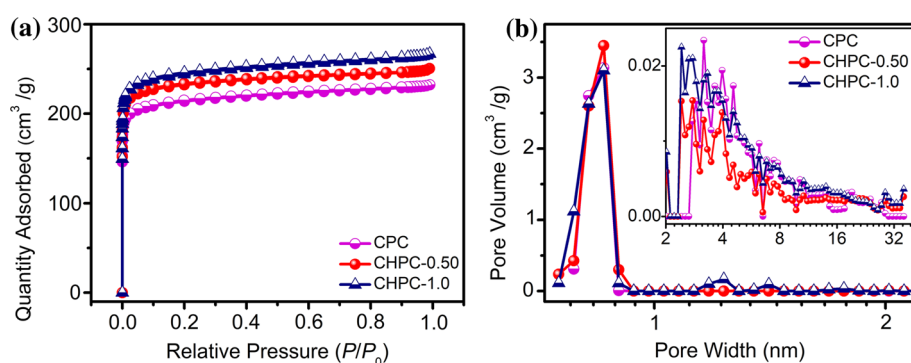 (a)
300
200
100
0
Quantity Adsorbed (cm³ /g)
CPC
CHPC-0.50
CHPC-1.0
0.0 0.2 0.4 0.6 0.8 1.0
Relative Pressure (P/P₀)
(b)
3
2
1
0
Pore Volume (cm³ /g)
CPC
CHPC-0.50
CHPC-1.0
0.02
0.00
2 4 8 16 32
1 2
Pore Width (nm)